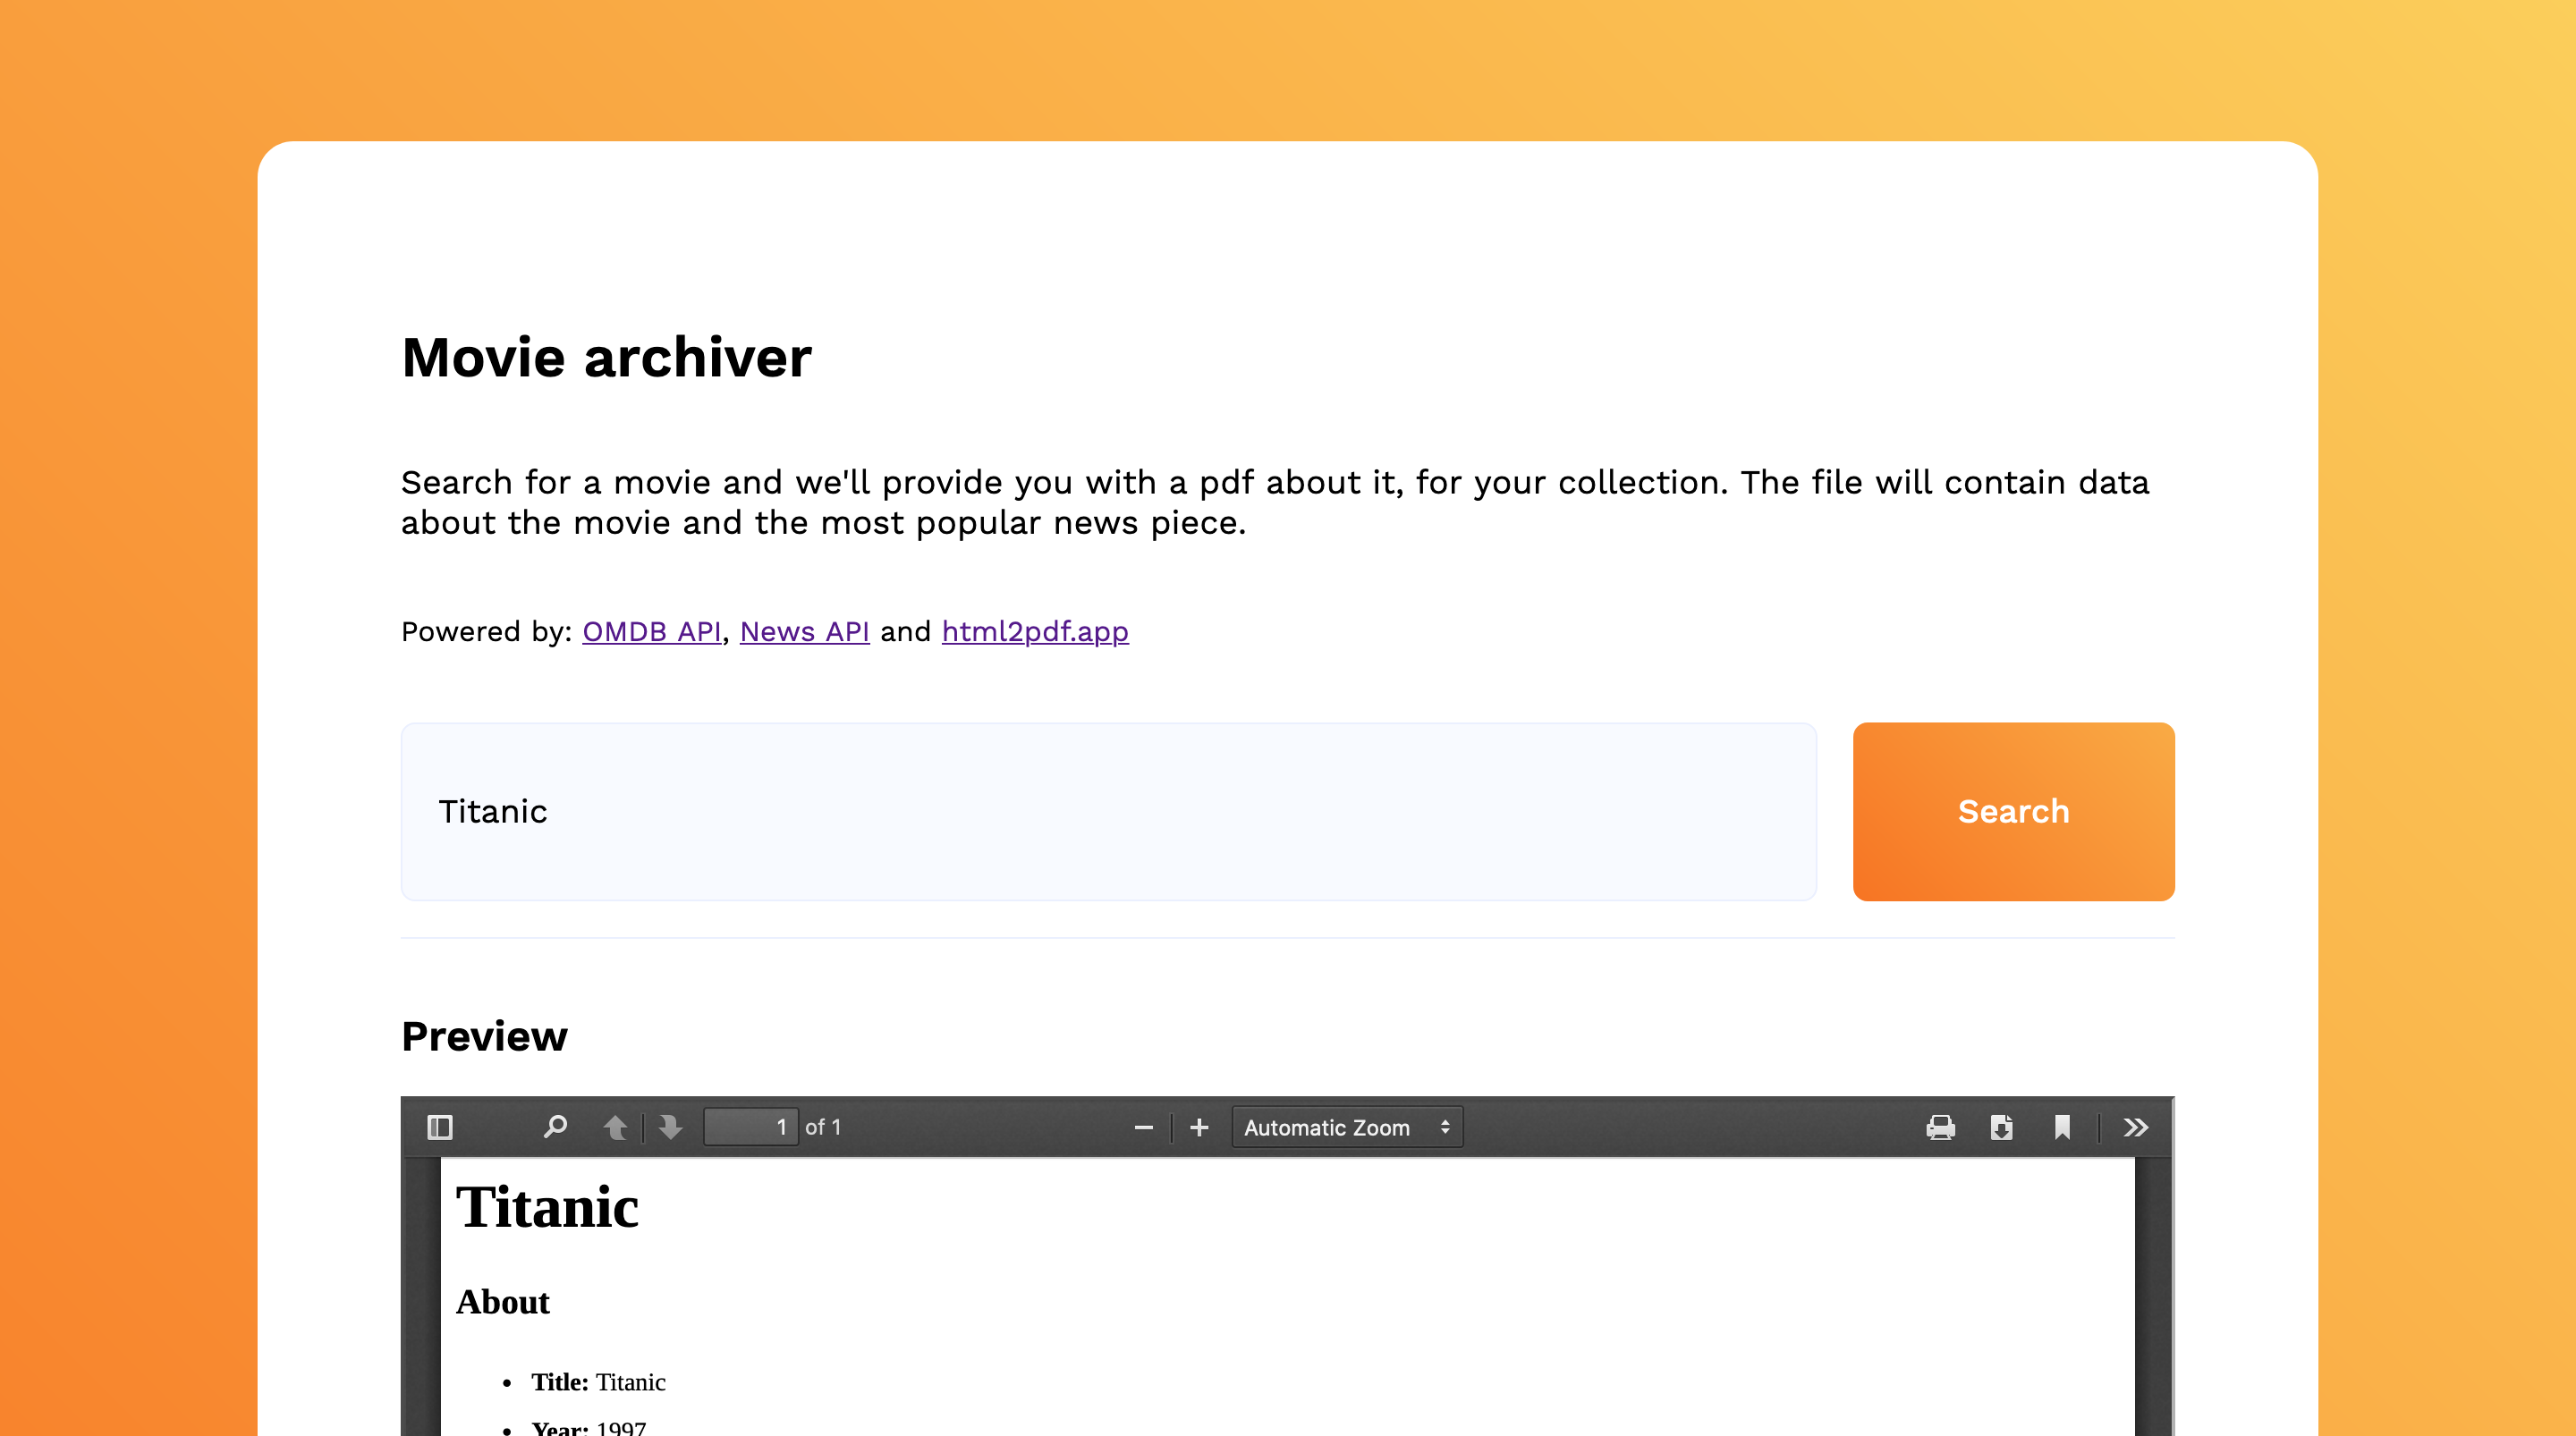 Movie archiver
Search for a movie and we'll provide you with a pdf about it, for your collection. The file will contain data
about the movie and the most popular news piece.
Powered by: OMDB API, News API and html2pdf.app
Titanic
Search
Preview
1 of 1
Automatic Zoom
Titanic
About
• Title: Titanic
• Year: 1997